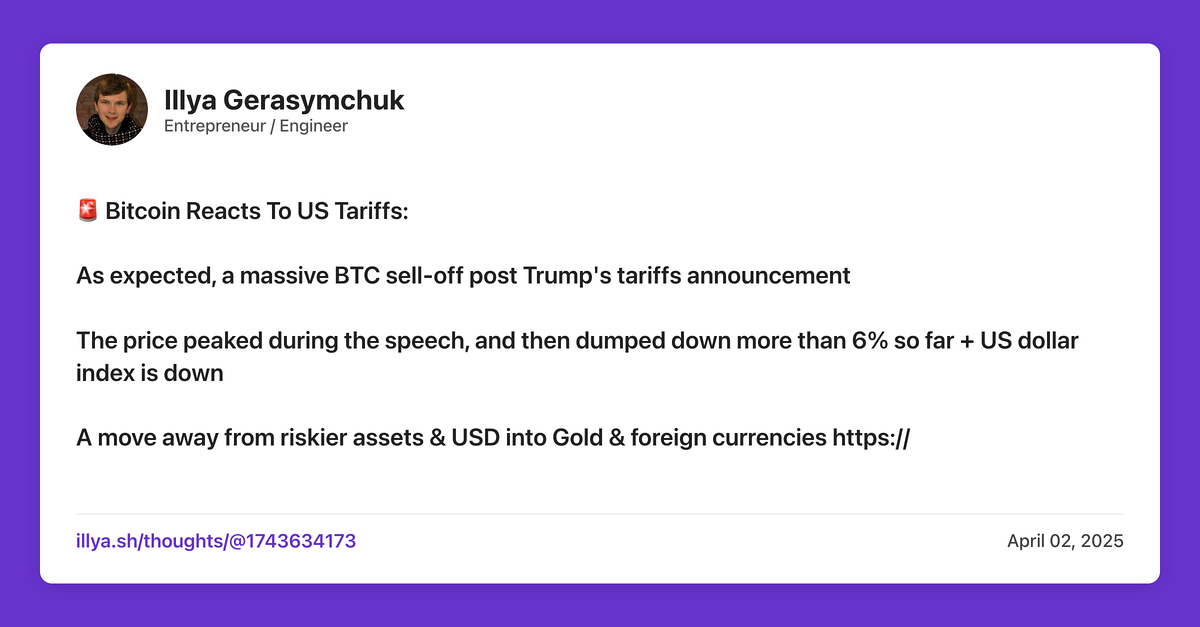 Illya Gerasymchuk
Entrepreneur / Engineer
🚨 Bitcoin Reacts To US Tariffs:
As expected, a massive BTC sell-off post Trump's tariffs announcement
The price peaked during the speech, and then dumped down more than 6% so far + US dollar
index is down
A move away from riskier assets & USD into Gold & foreign currencies https://
illya.sh/thoughts/@1743634173
April 02, 2025